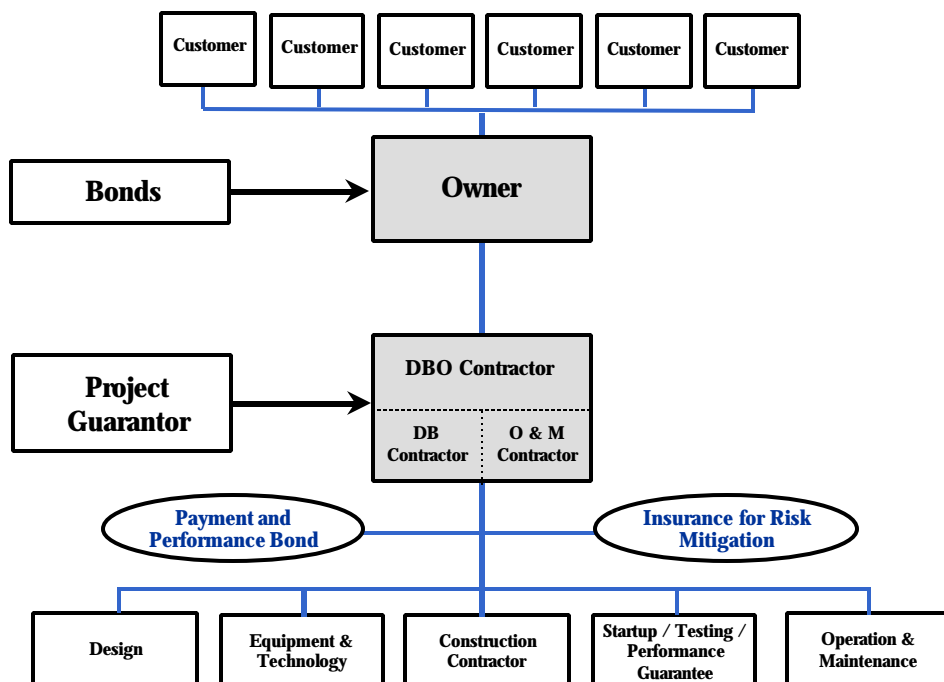 Customer
Customer
Customer
Customer
Customer
Customer
Bonds
Owner
Project
Guarantor
DBO Contractor
DB
Contractor
O & M
Contractor
Payment and
Performance Bond
Insurance for Risk
Mitigation
Design
Equipment &
Technology
Construction
Contractor
Startup / Testing /
Performance
Guarantee
Operation &
Maintenance